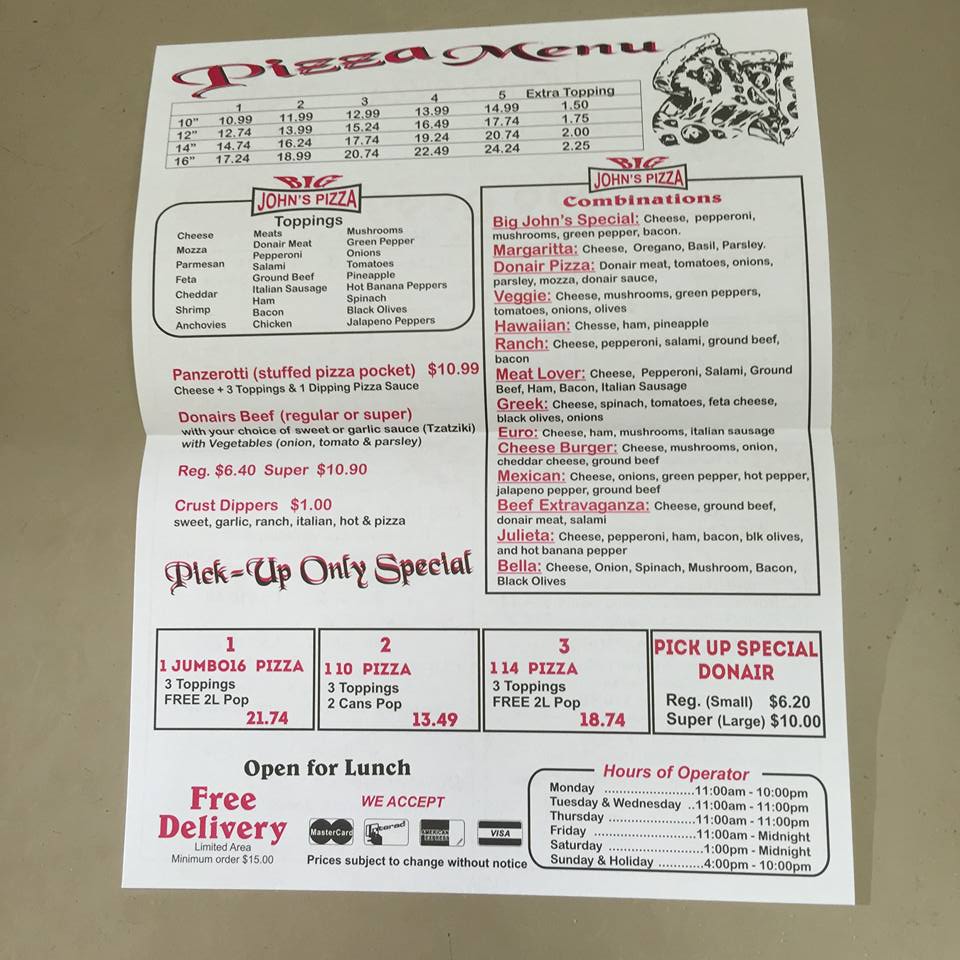 Pizza Menu
1 2 3 4 5 Extra Topping
10" 10.99 11.99 12.99 13.99 14.99 1.50
12" 12.74 13.99 15.24 16.49 17.74 1.75
14" 14.74 16.24 17.74 19.24 20.74 2.00
16" 17.24 18.99 20.74 22.49 24.24 2.25
BIG
JOHN'S PIZZA
Toppings
Cheese
Mozza
Parmesan
Feta
Cheddar
Shrimp
Anchovies
Meats
Donair Meat
Pepperoni
Salami
Ground Beef
Italian Sausage
Ham
Bacon
Chicken
Mushrooms
Green Pepper
Onions
Tomatoes
Pineapple
Hot Banana Peppers
Spinach
Black Olives
Jalapeno Peppers
Panzerotti (stuffed pizza pocket) $10.99
Cheese + 3 Toppings & 1 Dipping Pizza Sauce
Donairs Beef (regular or super)
with your choice of sweet or garlic sauce (Tzatziki)
with Vegetables (onion, tomato & parsley)
Reg. $6.40 Super $10.90
Crust Dippers $1.00
sweet, garlic, ranch, italian, hot & pizza
Pick-Up Only Special
BIG
JOHN'S PIZZA
Combinations
Big John's Special: Cheese, pepperoni,
mushrooms, green pepper, bacon.
Margaritta: Cheese, Oregano, Basil, Parsley.
Donair Pizza: Donair meat, tomatoes, onions,
parsley, mozza, donair sauce,
Veggie: Cheese, mushrooms, green peppers,
tomatoes, onions, olives
Hawaiian: Chesse, ham, pineapple
Ranch: Cheese, pepperoni, salami, ground beef,
bacon
Meat Lover: Cheese, Pepperoni, Salami, Ground
Beef, Ham, Bacon, Italian Sausage
Greek: Cheese, spinach, tomatoes, feta cheese,
black olives, onions
Euro: Cheese, ham, mushrooms, italian sausage
Cheese Burger: Cheese, mushrooms, onion,
cheddar cheese, ground beef
Mexican: Cheese, onions, green pepper, hot pepper,
jalapeno pepper, ground beef
Beef Extravaganza: Cheese, ground beef,
donair meat, salami
Julieta: Cheese, pepperoni, ham, bacon, blk olives,
and hot banana pepper
Bella: Cheese, Onion, Spinach, Mushroom, Bacon,
Black Olives
1
1 JUMBO16 PIZZA
3 Toppings
FREE 2L Pop
21.74
2
1 10 PIZZA
3 Toppings
2 Cans Pop
13.49
3
1 14 PIZZA
3 Toppings
FREE 2L Pop
18.74
PICK UP SPECIAL
DONAIR
Reg. (Small) $6.20
Super (Large) $10.00
Open for Lunch
Free
Delivery
Limited Area
Minimum order $15.00
WE ACCEPT
MasterCard
Interac
AMERICAN
EXPRESS
VISA
Prices subject to change without notice
Hours of Operator
Monday .......................11:00am - 10:00pm
Tuesday & Wednesday ..11:00am - 11:00pm
Thursday ....................11:00am - 11:00pm
Friday .......................11:00am - Midnight
Saturday .....................1:00pm - Midnight
Sunday & Holiday ...........4:00pm - 10:00pm